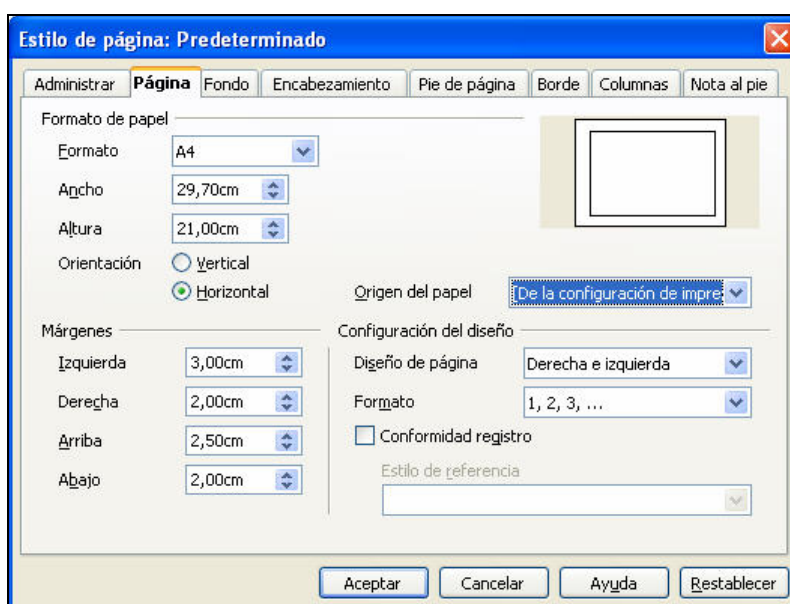 Estilo de página: Predeterminado
Administrar Página Fondo Encabezamiento Pie de página Borde Columnas Nota al pie
Formato de papel
Formato A4
Ancho 29,70cm
Altura 21,00cm
Orientación Vertical
Horizontal Origen del papel [De la configuración de impre
Márgenes Configuración del diseño
Izquierda 3,00cm Diseño de página Derecha e izquierda
Derecha 2,00cm Formato 1, 2, 3, ...
Arriba 2,50cm Conformidad registro
Abajo 2,00cm Estilo de referencia
Aceptar Cancelar Ayuda Restablecer